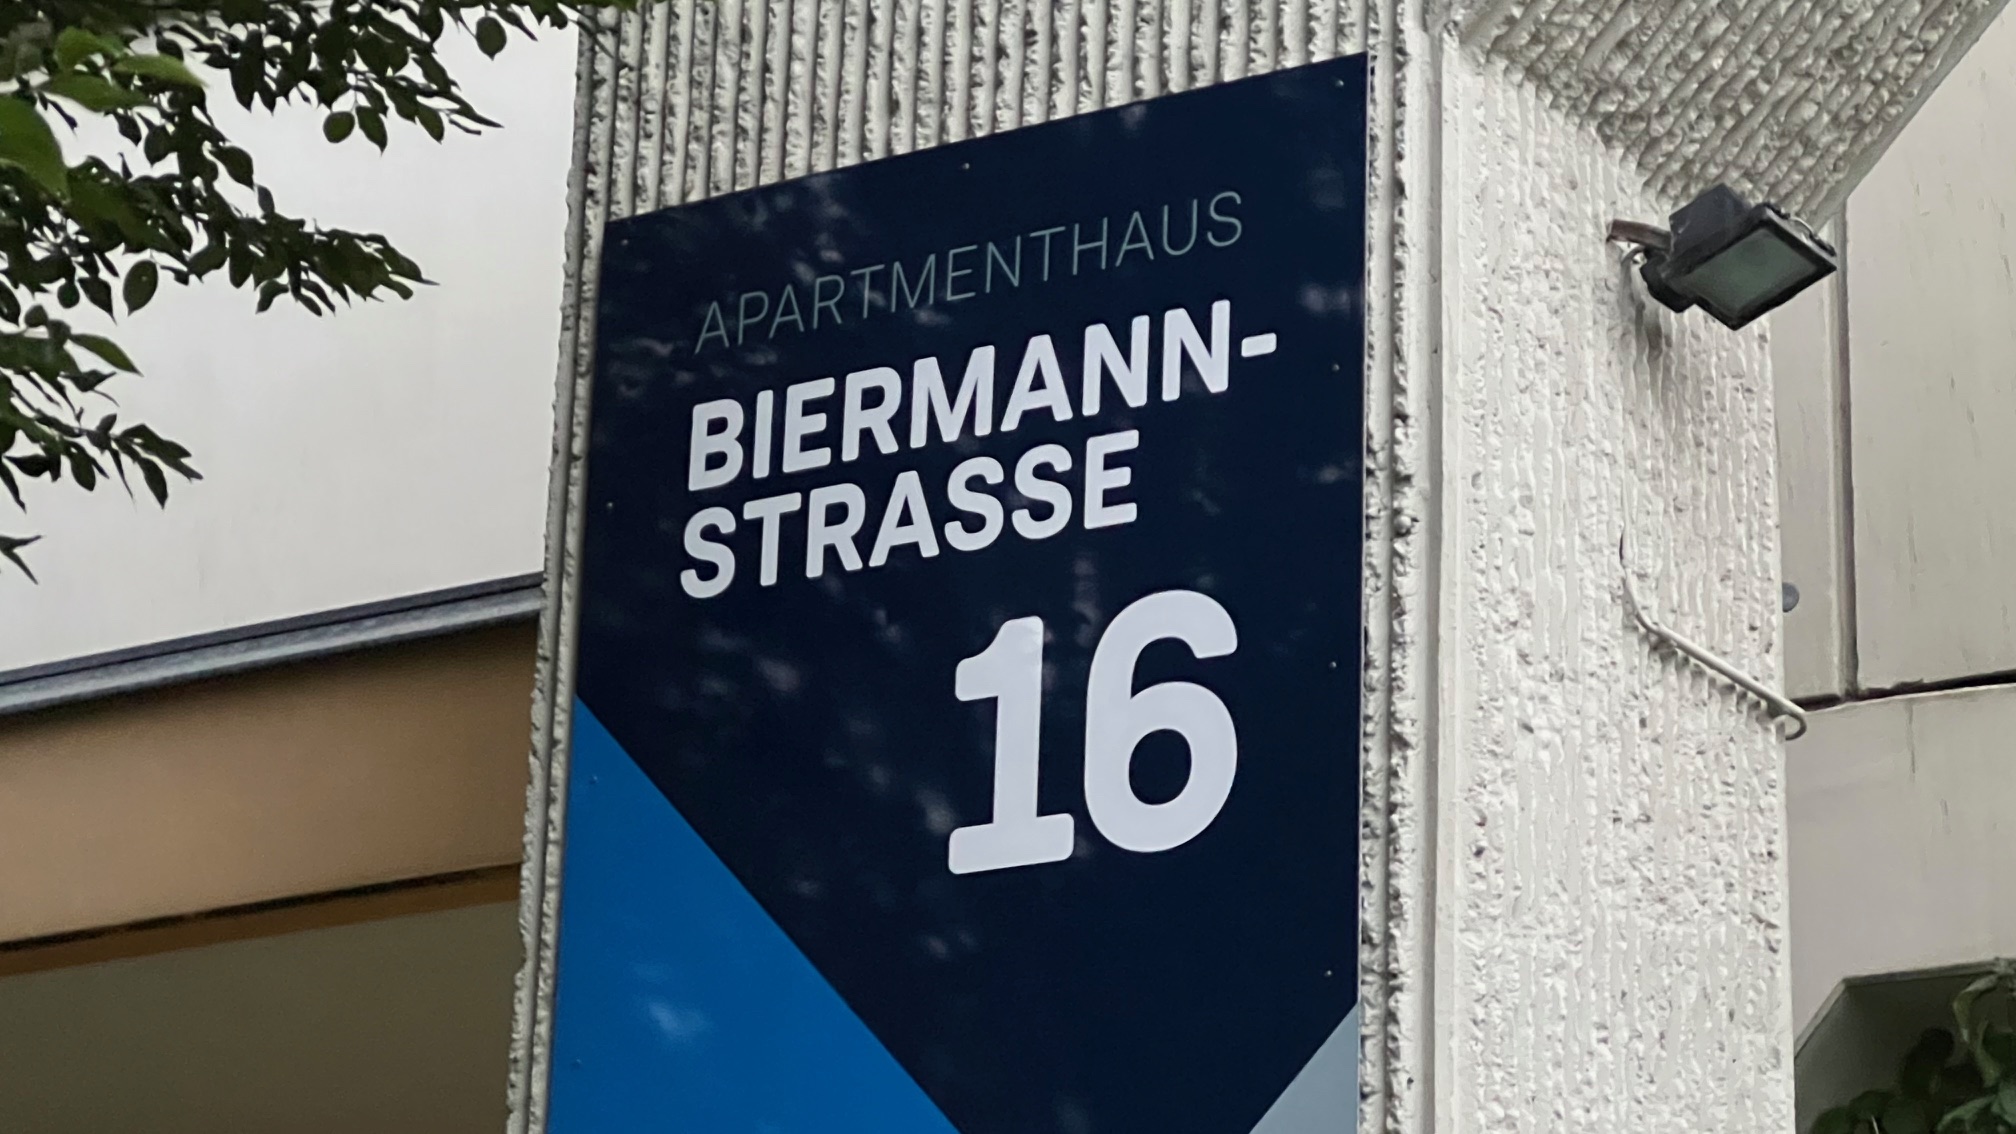 APARTMENTHAUS
BIERMANN-
STRASSE
16